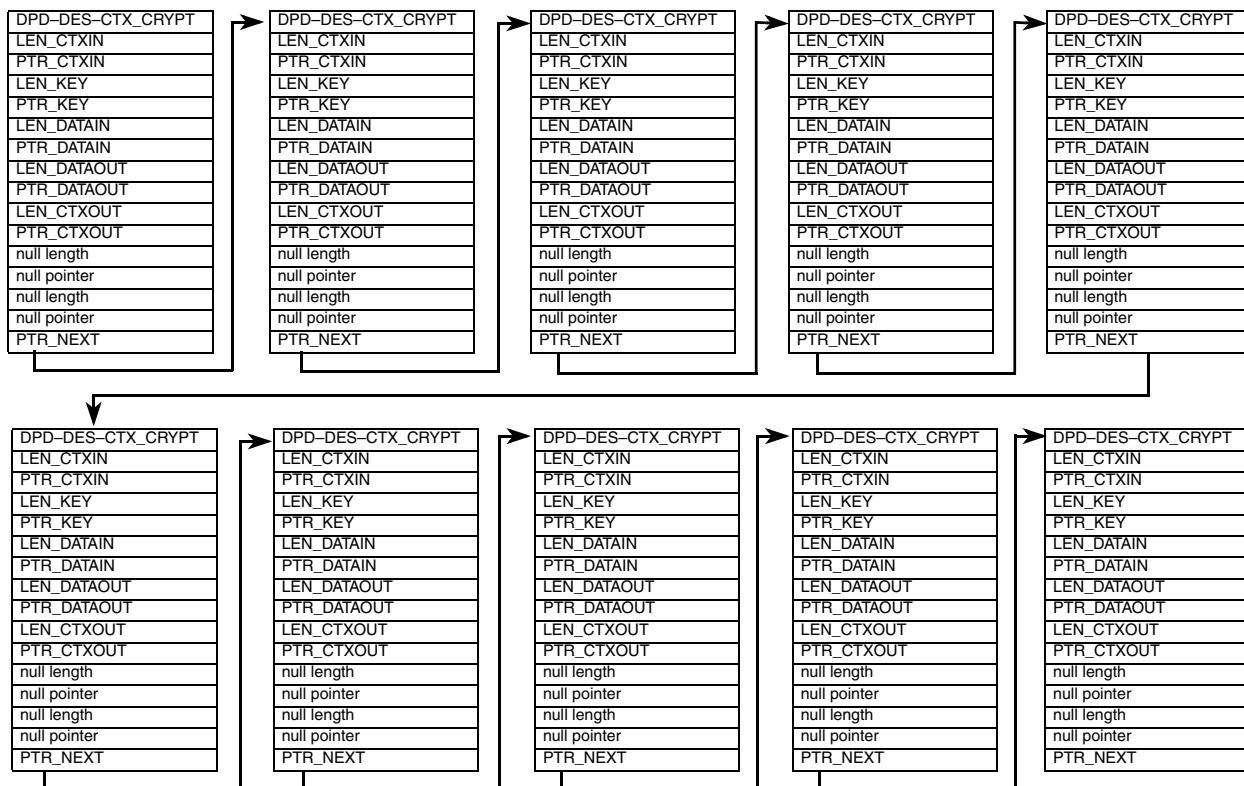 DPD–DES–CTX_CRYPT
LEN_CTXIN
PTR_CTXIN
LEN_KEY
PTR_KEY
LEN_DATAIN
PTR_DATAIN
LEN_DATAOUT
PTR_DATAOUT
LEN_CTXOUT
PTR_CTXOUT
null length
null pointer
null length
null pointer
PTR_NEXT
DPD–DES–CTX_CRYPT
LEN_CTXIN
PTR_CTXIN
LEN_KEY
PTR_KEY
LEN_DATAIN
PTR_DATAIN
LEN_DATAOUT
PTR_DATAOUT
LEN_CTXOUT
PTR_CTXOUT
null length
null pointer
null length
null pointer
PTR_NEXT
DPD–DES–CTX_CRYPT
LEN_CTXIN
PTR_CTXIN
LEN_KEY
PTR_KEY
LEN_DATAIN
PTR_DATAIN
LEN_DATAOUT
PTR_DATAOUT
LEN_CTXOUT
PTR_CTXOUT
null length
null pointer
null length
null pointer
PTR_NEXT
DPD–DES–CTX_CRYPT
LEN_CTXIN
PTR_CTXIN
LEN_KEY
PTR_KEY
LEN_DATAIN
PTR_DATAIN
LEN_DATAOUT
PTR_DATAOUT
LEN_CTXOUT
PTR_CTXOUT
null length
null pointer
null length
null pointer
PTR_NEXT
DPD–DES–CTX_CRYPT
LEN_CTXIN
PTR_CTXIN
LEN_KEY
PTR_KEY
LEN_DATAIN
PTR_DATAIN
LEN_DATAOUT
PTR_DATAOUT
LEN_CTXOUT
PTR_CTXOUT
null length
null pointer
null length
null pointer
PTR_NEXT
DPD–DES–CTX_CRYPT
LEN_CTXIN
PTR_CTXIN
LEN_KEY
PTR_KEY
LEN_DATAIN
PTR_DATAIN
LEN_DATAOUT
PTR_DATAOUT
LEN_CTXOUT
PTR_CTXOUT
null length
null pointer
null length
null pointer
PTR_NEXT
DPD–DES–CTX_CRYPT
LEN_CTXIN
PTR_CTXIN
LEN_KEY
PTR_KEY
LEN_DATAIN
PTR_DATAIN
LEN_DATAOUT
PTR_DATAOUT
LEN_CTXOUT
PTR_CTXOUT
null length
null pointer
null length
null pointer
PTR_NEXT
DPD–DES–CTX_CRYPT
LEN_CTXIN
PTR_CTXIN
LEN_KEY
PTR_KEY
LEN_DATAIN
PTR_DATAIN
LEN_DATAOUT
PTR_DATAOUT
LEN_CTXOUT
PTR_CTXOUT
null length
null pointer
null length
null pointer
PTR_NEXT
DPD–DES–CTX_CRYPT
LEN_CTXIN
PTR_CTXIN
LEN_KEY
PTR_KEY
LEN_DATAIN
PTR_DATAIN
LEN_DATAOUT
PTR_DATAOUT
LEN_CTXOUT
PTR_CTXOUT
null length
null pointer
null length
null pointer
PTR_NEXT
DPD–DES–CTX_CRYPT
LEN_CTXIN
PTR_CTXIN
LEN_KEY
PTR_KEY
LEN_DATAIN
PTR_DATAIN
LEN_DATAOUT
PTR_DATAOUT
LEN_CTXOUT
PTR_CTXOUT
null length
null pointer
null length
null pointer
PTR_NEXT